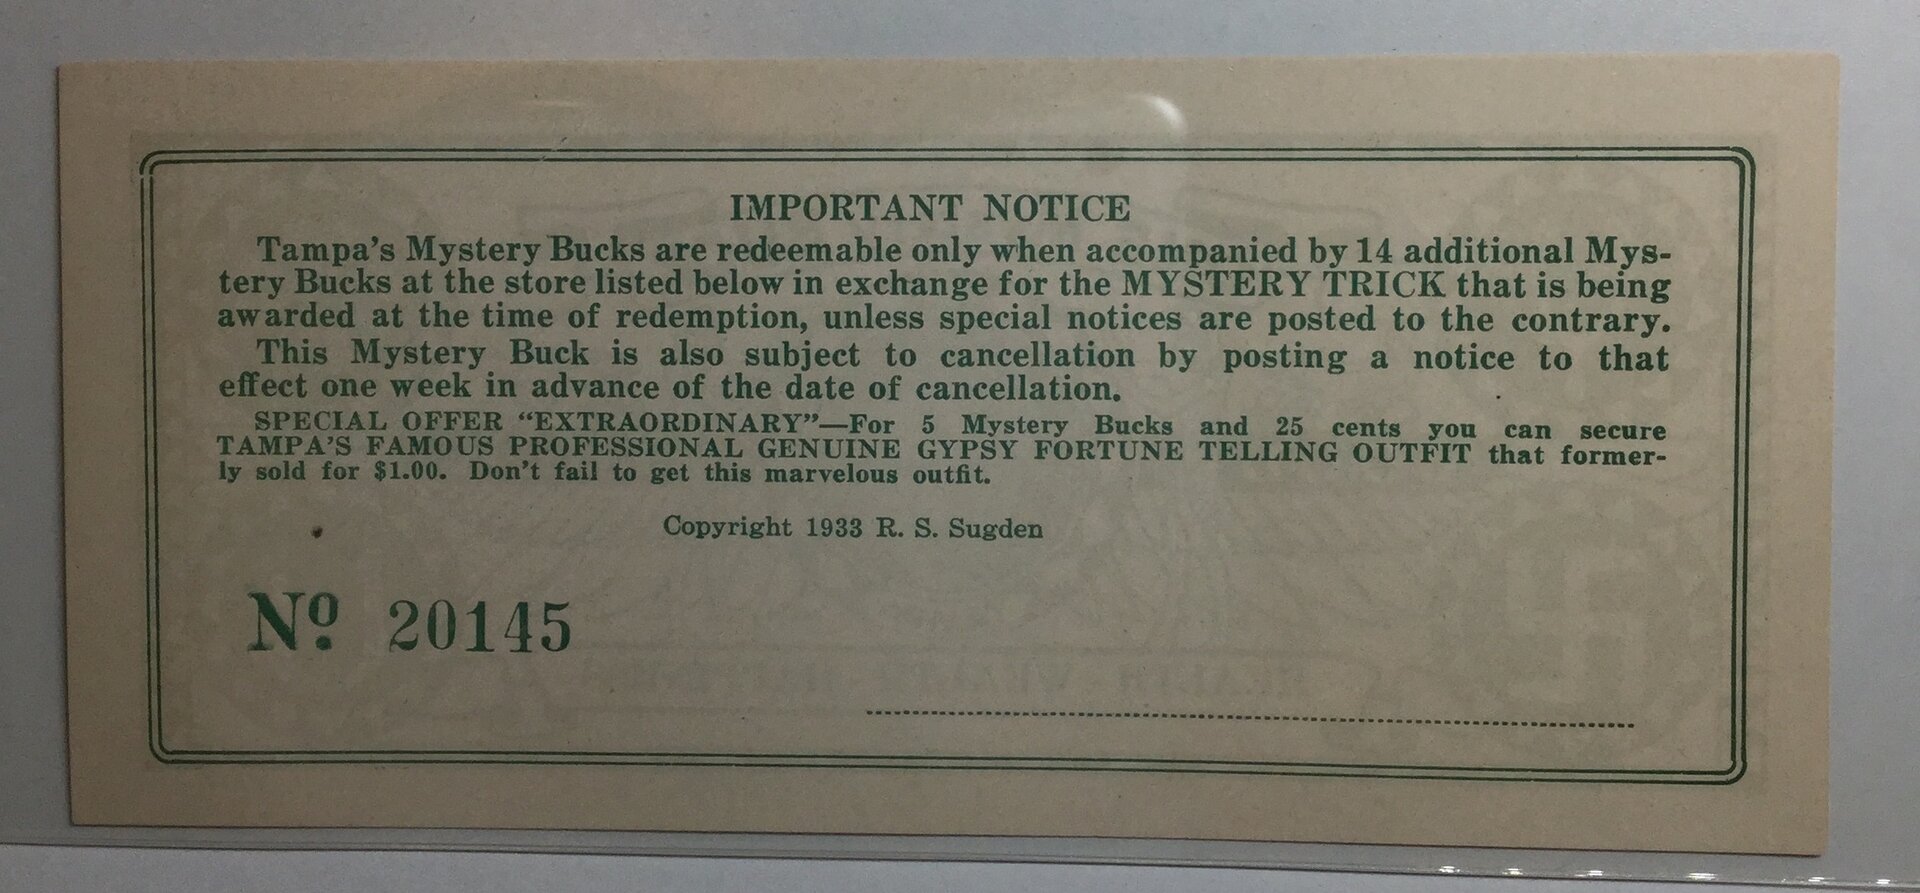 IMPORTANT NOTICE
Tampa's Mystery Bucks are redeemable only when accompanied by 14 additional Mys-
tery Bucks at the store listed below in exchange for the MYSTERY TRICK that is being
awarded at the time of redemption, unless special notices are posted to the contrary.
This Mystery Buck is also subject to cancellation by posting a notice to that
effect one week in advance of the date of cancellation.
SPECIAL OFFER "EXTRAORDINARY"—For 5 Mystery Bucks and 25 cents you can secure
TAMPA'S FAMOUS PROFESSIONAL GENUINE GYPSY FORTUNE TELLING OUTFIT that former-
ly sold for $1.00. Don't fail to get this marvelous outfit.
Copyright 1933 R. S. Sugden
Nº 20145